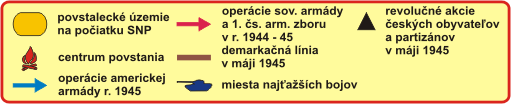 povstalecké územie
na počiatku SNP
centrum povstania
operácie americkej
armády r. 1945
operácie sov. armády
a 1. čs. arm. zboru
v r. 1944 - 45
demarkačná línia
v máji 1945
miesta najťažších bojov
revolučné akcie
českých obyvateľov
a partizánov
v máji 1945